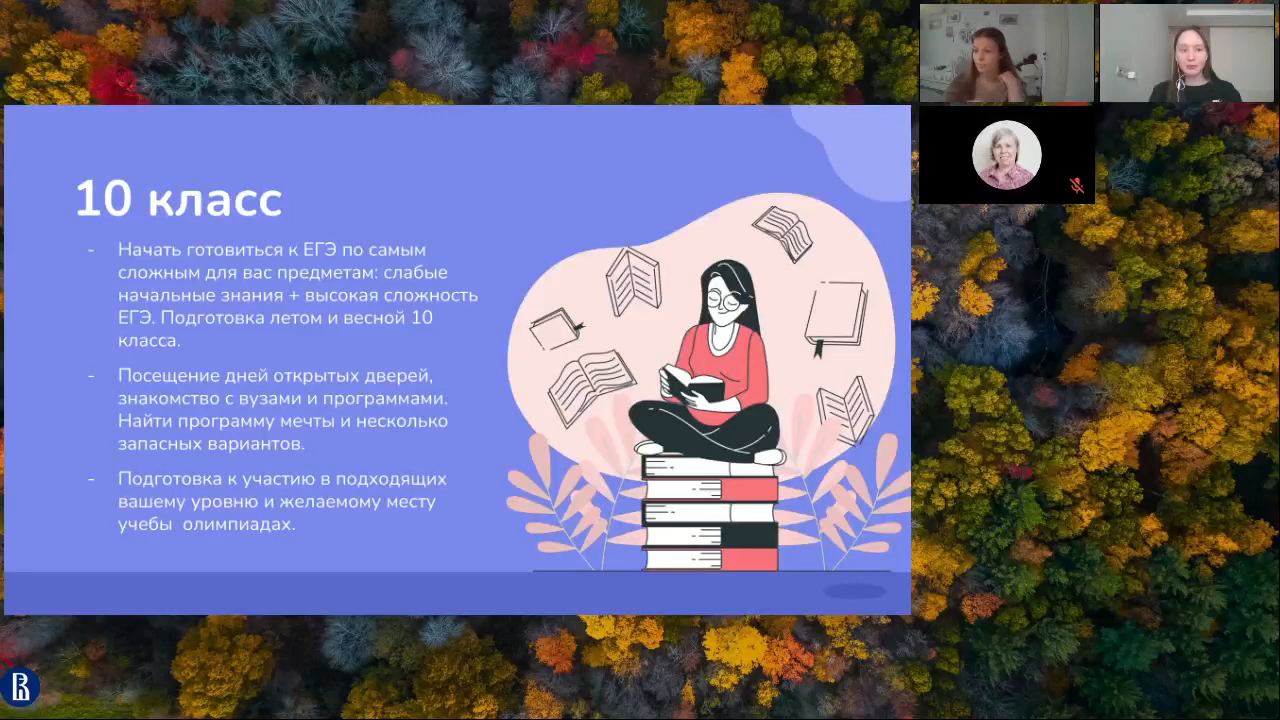 10 класс
- Начать готовиться к ЕГЭ по самым
сложным для вас предметам: слабые
начальные знания + высокая сложность
ЕГЭ. Подготовка летом и весной 10
класса.
- Посещение дней открытых дверей,
знакомство с вузами и программами.
Найти программу мечты и несколько
запасных вариантов.
- Подготовка к участию в подходящих
вашему уровню и желаемому месту
учебы  олимпиадах.